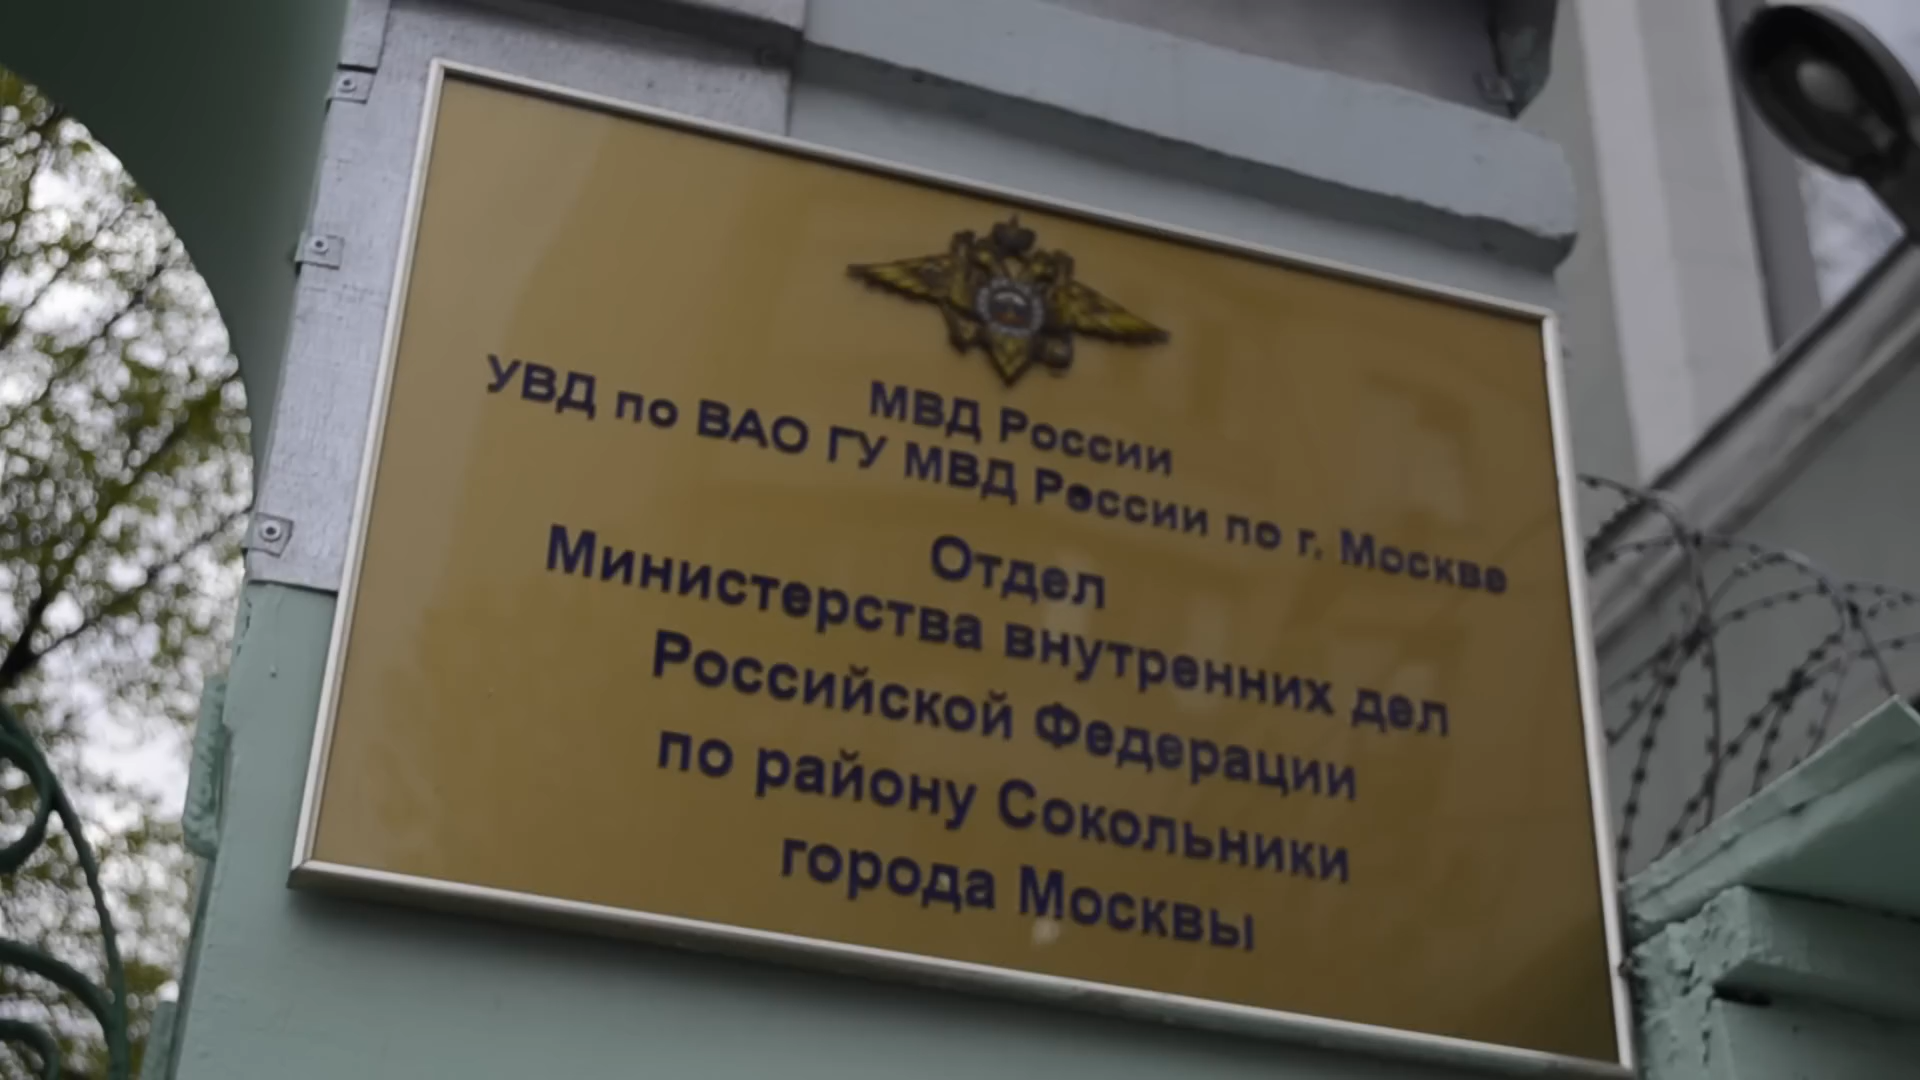 МВД России
УВД по ВАО ГУ МВД России по г. Москве
Отдел
Министерства внутренних дел
Российской Федерации
по району Сокольники
города Москвы